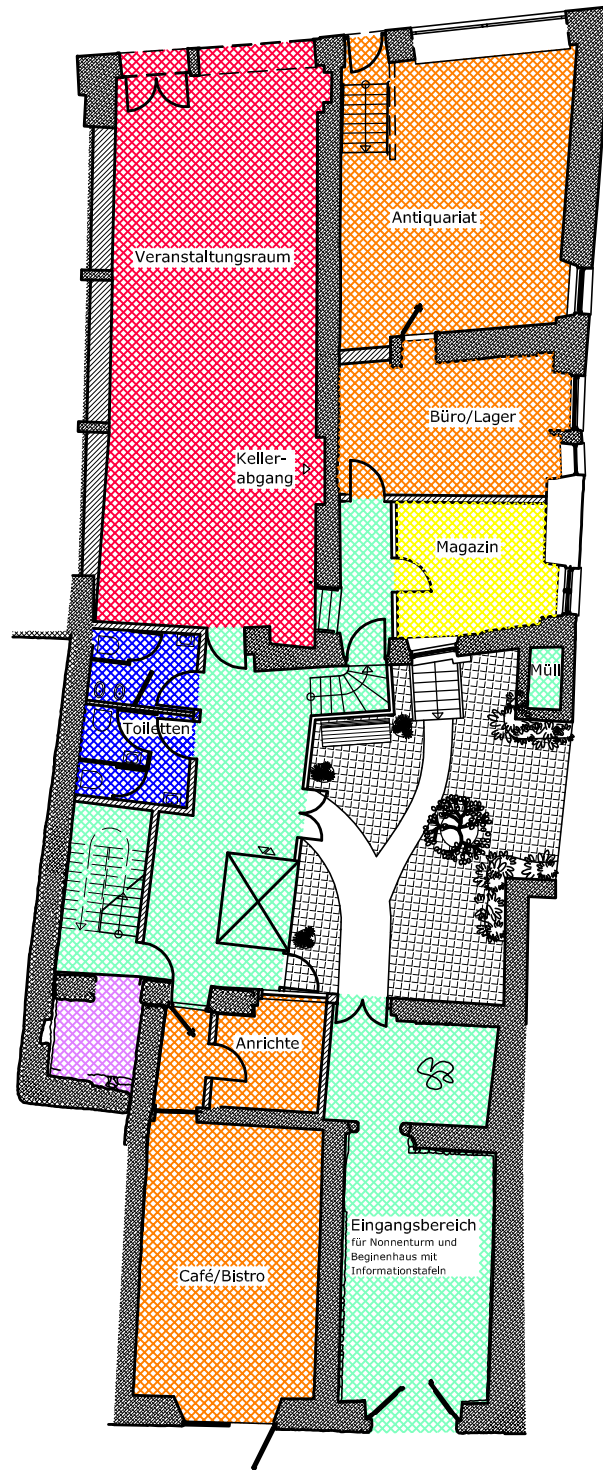 Antiquariat
Veranstaltungsraum
Büro/Lager
Keller-
abgang
Magazin
Müll
Toiletten
Anrichte
Eingangsbereich
für Nonnenturm und
Beginenhaus mit
Informationstafeln
Café/Bistro